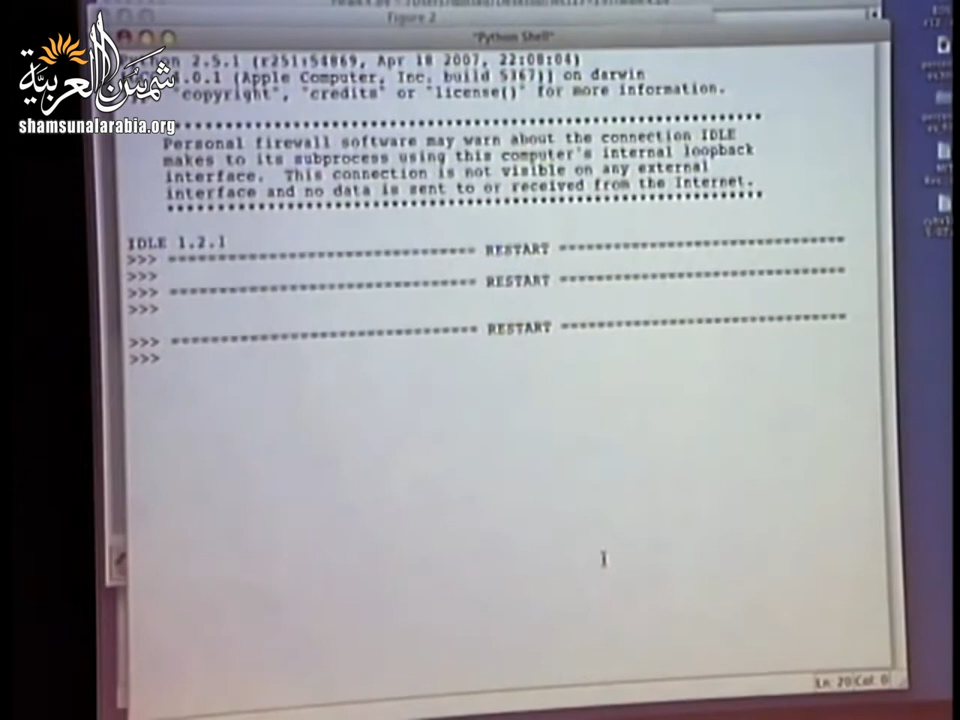 Figure 2
*Python Shell*
شمس العربية
shamsunalarabia.org
2.5.1 (r251:54869, Apr 18 2007, 22:08:04)
.0.1 (Apple Computer, Inc. build 5367)] on darwin
"copyright", "credits" or "license()" for more information.
****************************************************************
Personal firewall software may warn about the connection IDLE
makes to its subprocess using this computer's internal loopback
interface. This connection is not visible on any external
interface and no data is sent to or received from the Internet.
****************************************************************
IDLE 1.2.1
>>> ================================ RESTART ================================
>>>
>>> ================================ RESTART ================================
>>>
>>> ================================ RESTART ================================
>>>
Ln: 20 Col: 0